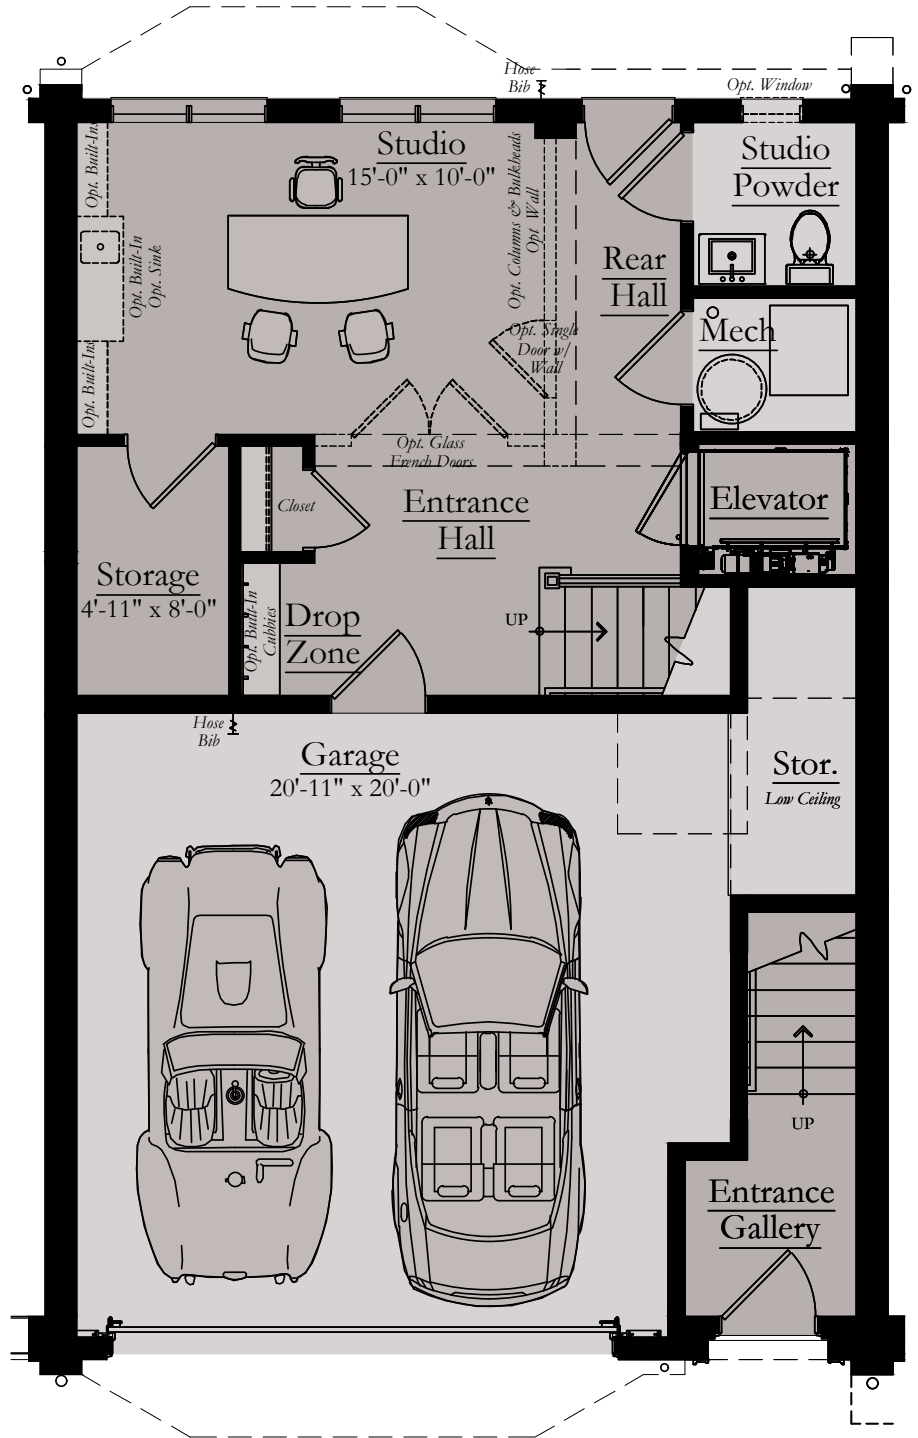 Hose
Bib
Opt. Window
Opt. Built-Ins
Studio
15'-0" x 10'-0"
Opt. Columns & Bulkheads
Opt Wall
Studio
Powder
Opt. Built-In
Opt. Sink
Rear
Hall
Opt. Single
Door w/
Wall
Mech
Opt. Built-Ins
Opt. Glass
French Doors
Closet
Entrance
Hall
Elevator
Storage
4'-11" x 8'-0"
Opt. Built-In
Cubbies
Drop
Zone
UP
Hose
Bib
Garage
20'-11" x 20'-0"
Stor.
Low Ceiling
UP
Entrance
Gallery